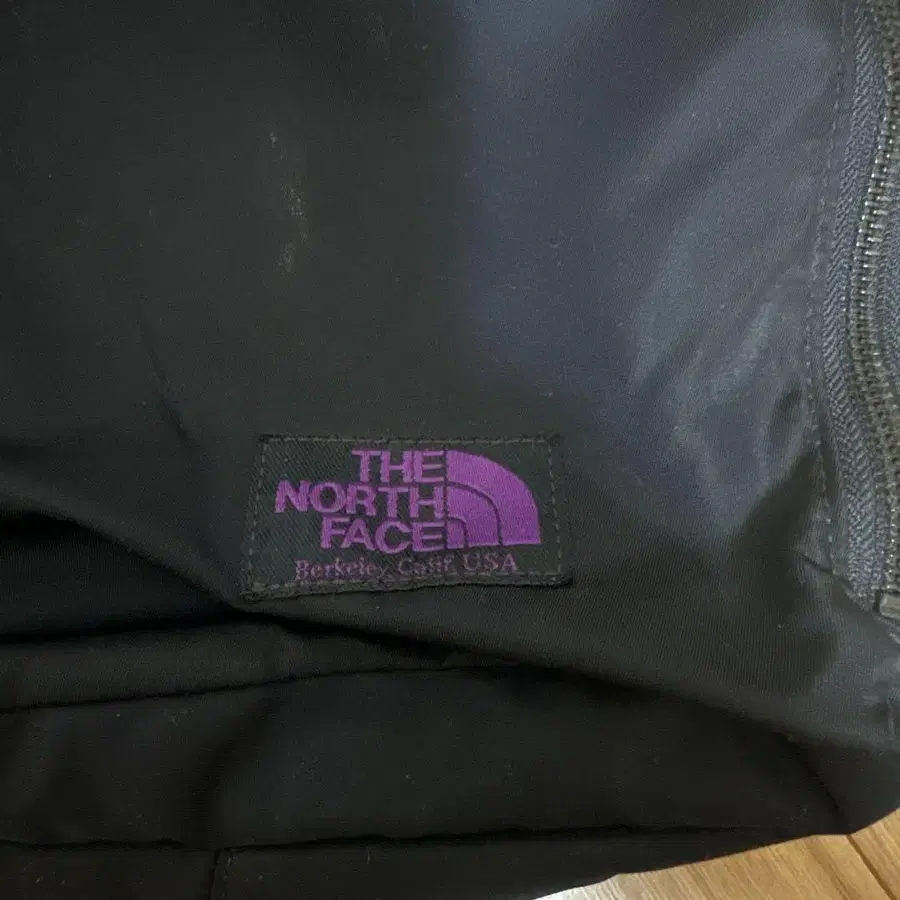 THE
NORTH
FACE
Berkeley, Calif. USA